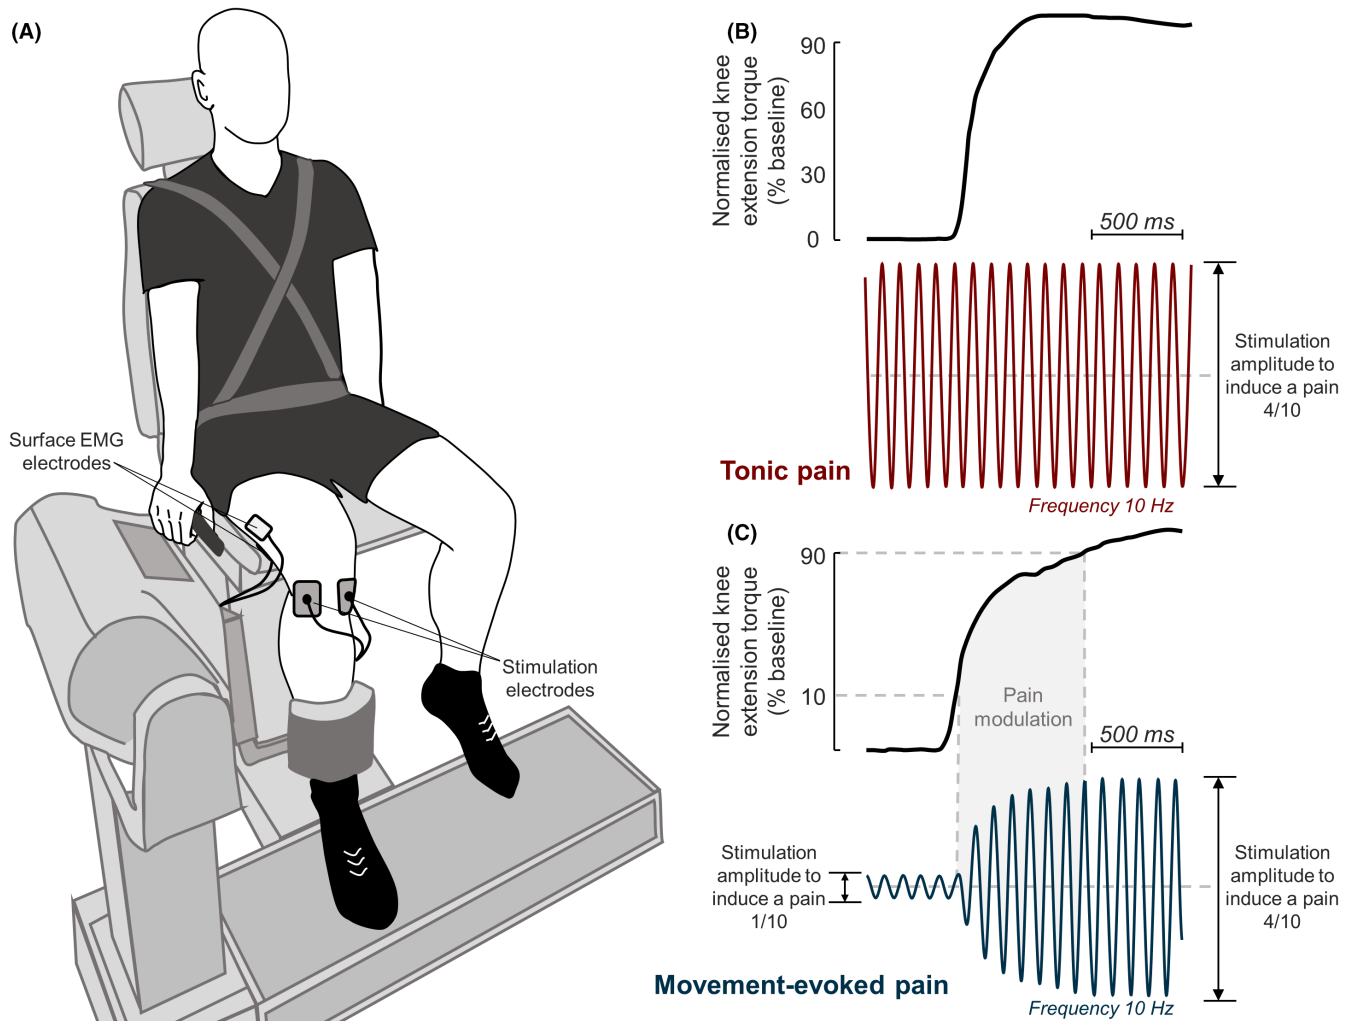 (A)
Surface EMG
electrodes
Stimulation
electrodes
(B)
Normalised knee
extension torque
(% baseline)
90
60
30
0
500 ms
Stimulation
amplitude to
induce a pain
4/10
Tonic pain
Frequency 10 Hz
(C)
Normalised knee
extension torque
(% baseline)
90
10
Pain
modulation
500 ms
Stimulation
amplitude to
induce a pain
1/10
Stimulation
amplitude to
induce a pain
4/10
Movement-evoked pain
Frequency 10 Hz